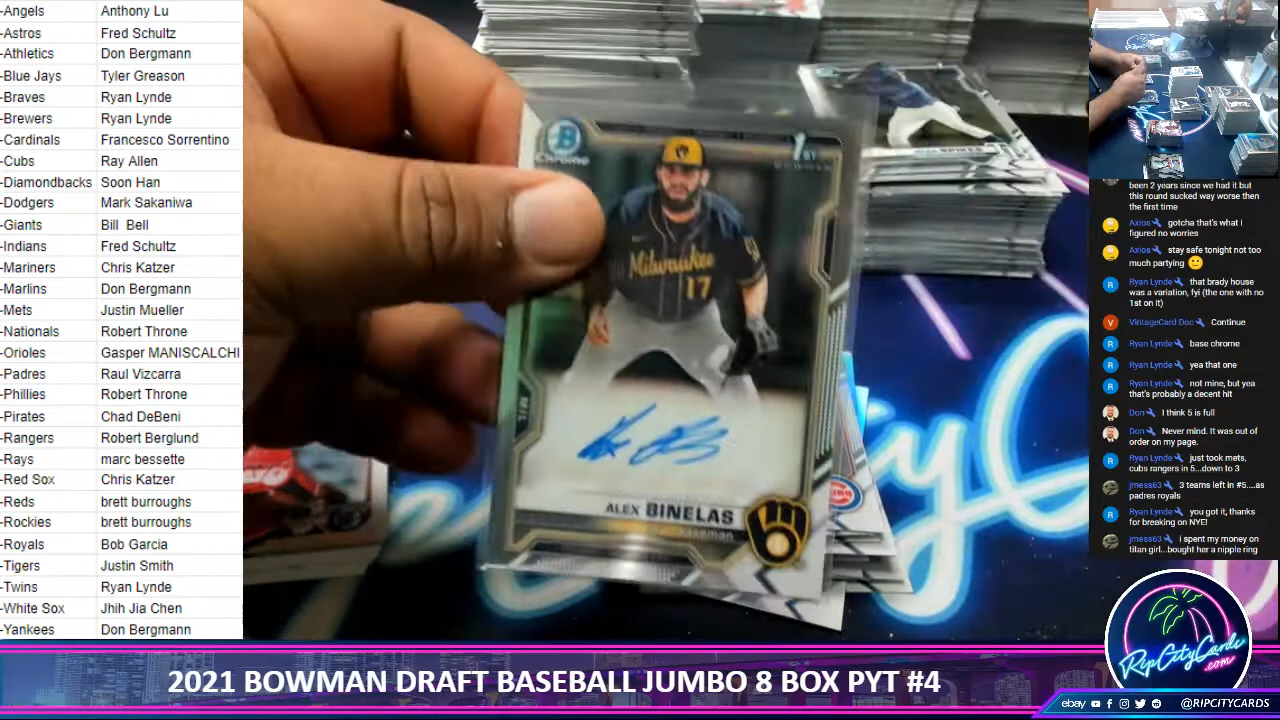 -Angels Anthony Lu
-Astros Fred Schultz
-Athletics Don Bergmann
-Blue Jays Tyler Greason
-Braves Ryan Lynde
-Brewers Ryan Lynde
-Cardinals Francesco Sorrentino
-Cubs Ray Allen
-Diamondbacks Soon Han
-Dodgers Mark Sakaniwa
-Giants Bill Bell
-Indians Fred Schultz
-Mariners Chris Katzer
-Marlins Don Bergmann
-Mets Justin Mueller
-Nationals Robert Throne
-Orioles Gasper MANISCALCHI
-Padres Raul Vizcarra
-Phillies Robert Throne
-Pirates Chad DeBeni
-Rangers Robert Berglund
-Rays marc bessette
-Red Sox Chris Katzer
-Reds brett burroughs
-Rockies brett burroughs
-Royals Bob Garcia
-Tigers Justin Smith
-Twins Ryan Lynde
-White Sox Jhih Jia Chen
-Yankees Don Bergmann
B
Chrome
1st
Milwaukee
17
ALEX BINELAS
been 2 years since we had it but
this round sucked way worse then
the first time
Axios gotcha that's what I
figured no worries
Axios stay safe tonight not too
much partying
R Ryan Lynde that brady house
was a variation, fyi (the one with no
1st on it)
V VintageCard Doc Continue
R Ryan Lynde base chrome
R Ryan Lynde yea that one
R Ryan Lynde not mine, but yea
that's probably a decent hit
Don I think 5 is full
Don Never mind. It was out of
order on my page.
R Ryan Lynde just took mets,
cubs rangers in 5...down to 3
jmess63 3 teams left in #5....as
padres royals
R Ryan Lynde you got it, thanks
for breaking on NYE!
jmess63 i spent my money on
titan girl...bought her a nipple ring
RipCityCards
.com
2021 BOWMAN DRAFT BASEBALL JUMBO 8 BOX PYT #4
ebay @RIPCITYCARDS